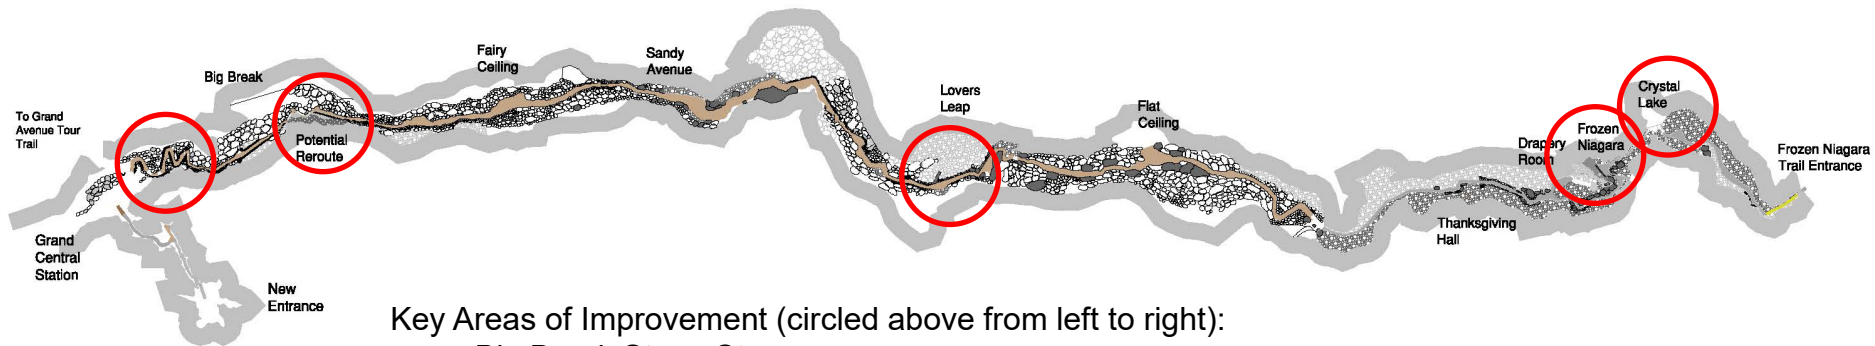 To Grand
Avenue Tour
Trail
Big Break
Potential
Reroute
Fairy
Ceiling
Sandy
Avenue
Lovers
Leap
Flat
Ceiling
Crystal
Lake
Drapery
Room
Frozen
Niagara
Frozen Niagara
Trail Entrance
Thanksgiving
Hall
Grand
Central
Station
New
Entrance
Key Areas of Improvement (circled above from left to right):